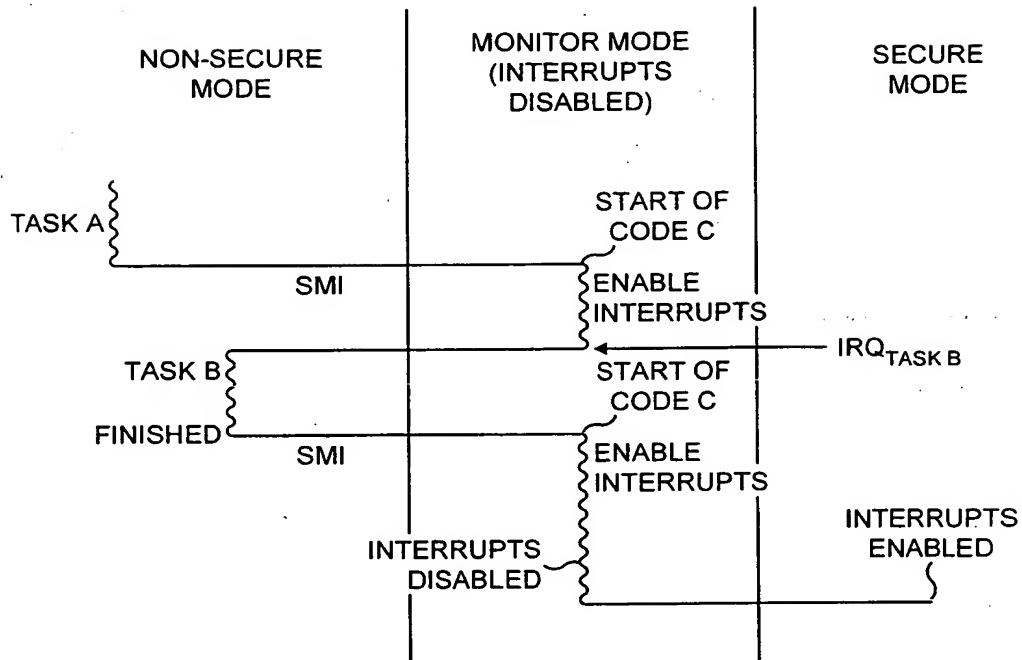 NON-SECURE
MODE
MONITOR MODE
(INTERRUPTS
DISABLED)
SECURE
MODE
TASK A
START OF
CODE C
SMI
ENABLE
INTERRUPTS
IRQTASK B
TASK B
START OF
CODE C
FINISHED
SMI
ENABLE
INTERRUPTS
INTERRUPTS
DISABLED
INTERRUPTS
ENABLED